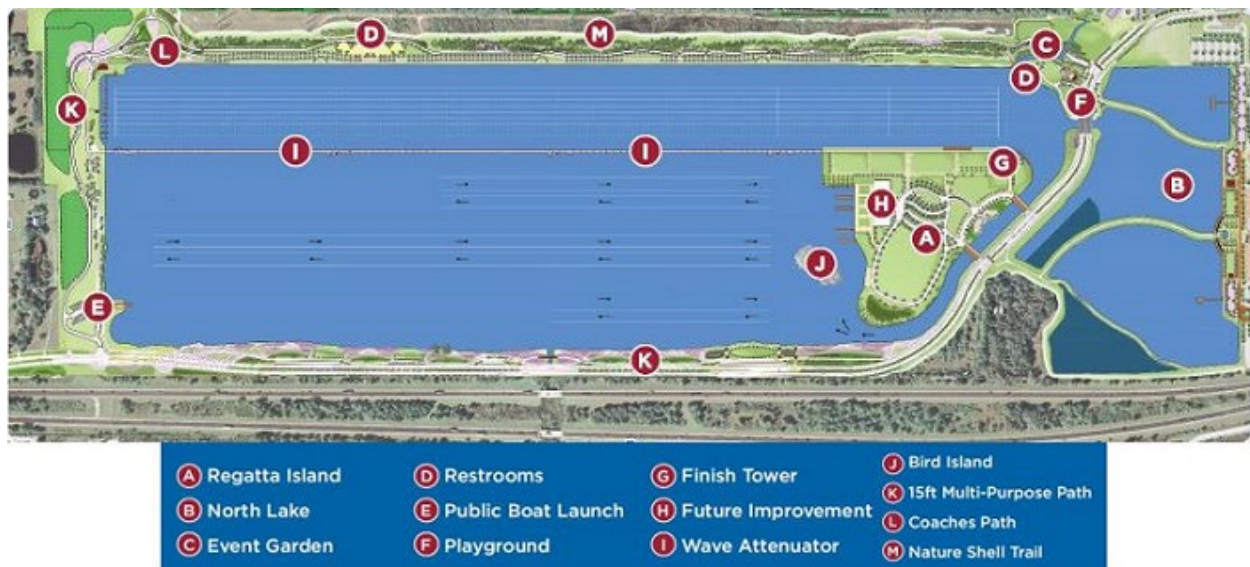 L
D
M
C
D
K
F
I
I
G
B
H
A
J
E
K
A Regatta Island
B North Lake
C Event Garden
D Restrooms
E Public Boat Launch
F Playground
G Finish Tower
H Future Improvement
I Wave Attenuator
J Bird Island
K 15ft Multi-Purpose Path
L Coaches Path
M Nature Shell Trail